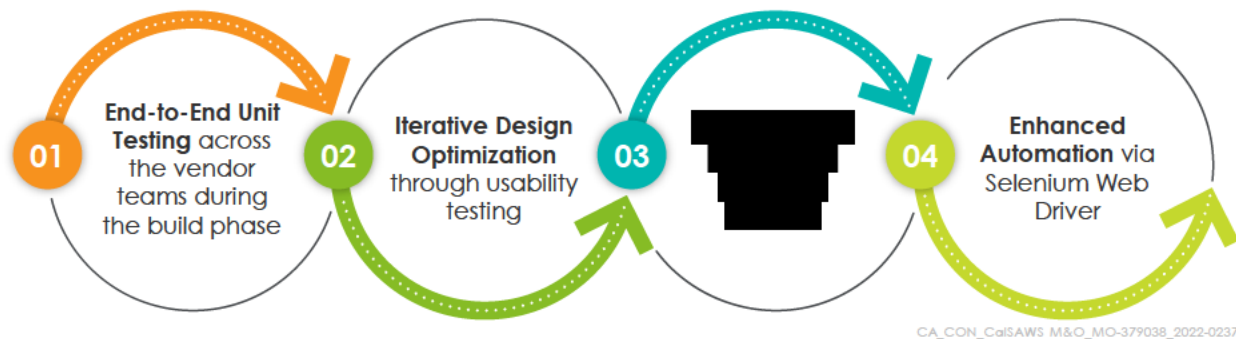 01
End-to-End Unit
Testing across
the vendor
teams during
the build phase
02
Iterative Design
Optimization
through usability
testing
03
04
Enhanced
Automation via
Selenium Web
Driver
CA_CON_CalSAWS M&O_MO-379038_2022-0237